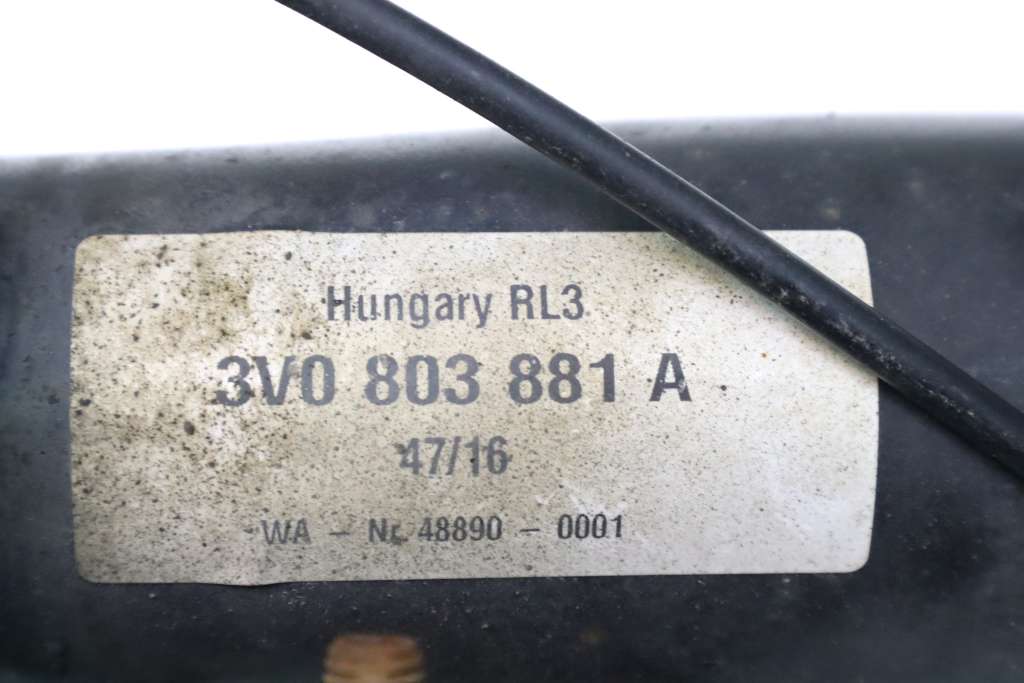 Hungary RL3
3V0 803 881 A
47/16
WA - Nr. 48890 - 0001